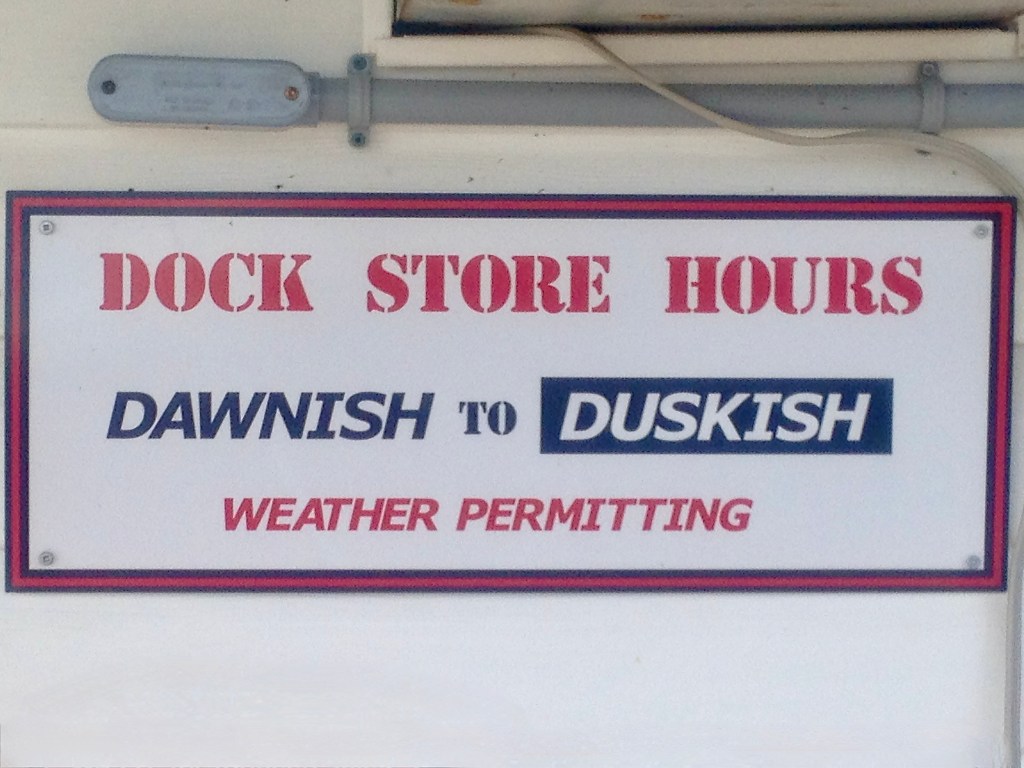 DOCK STORE HOURS
DAWNISH TO DUSKISH
WEATHER PERMITTING